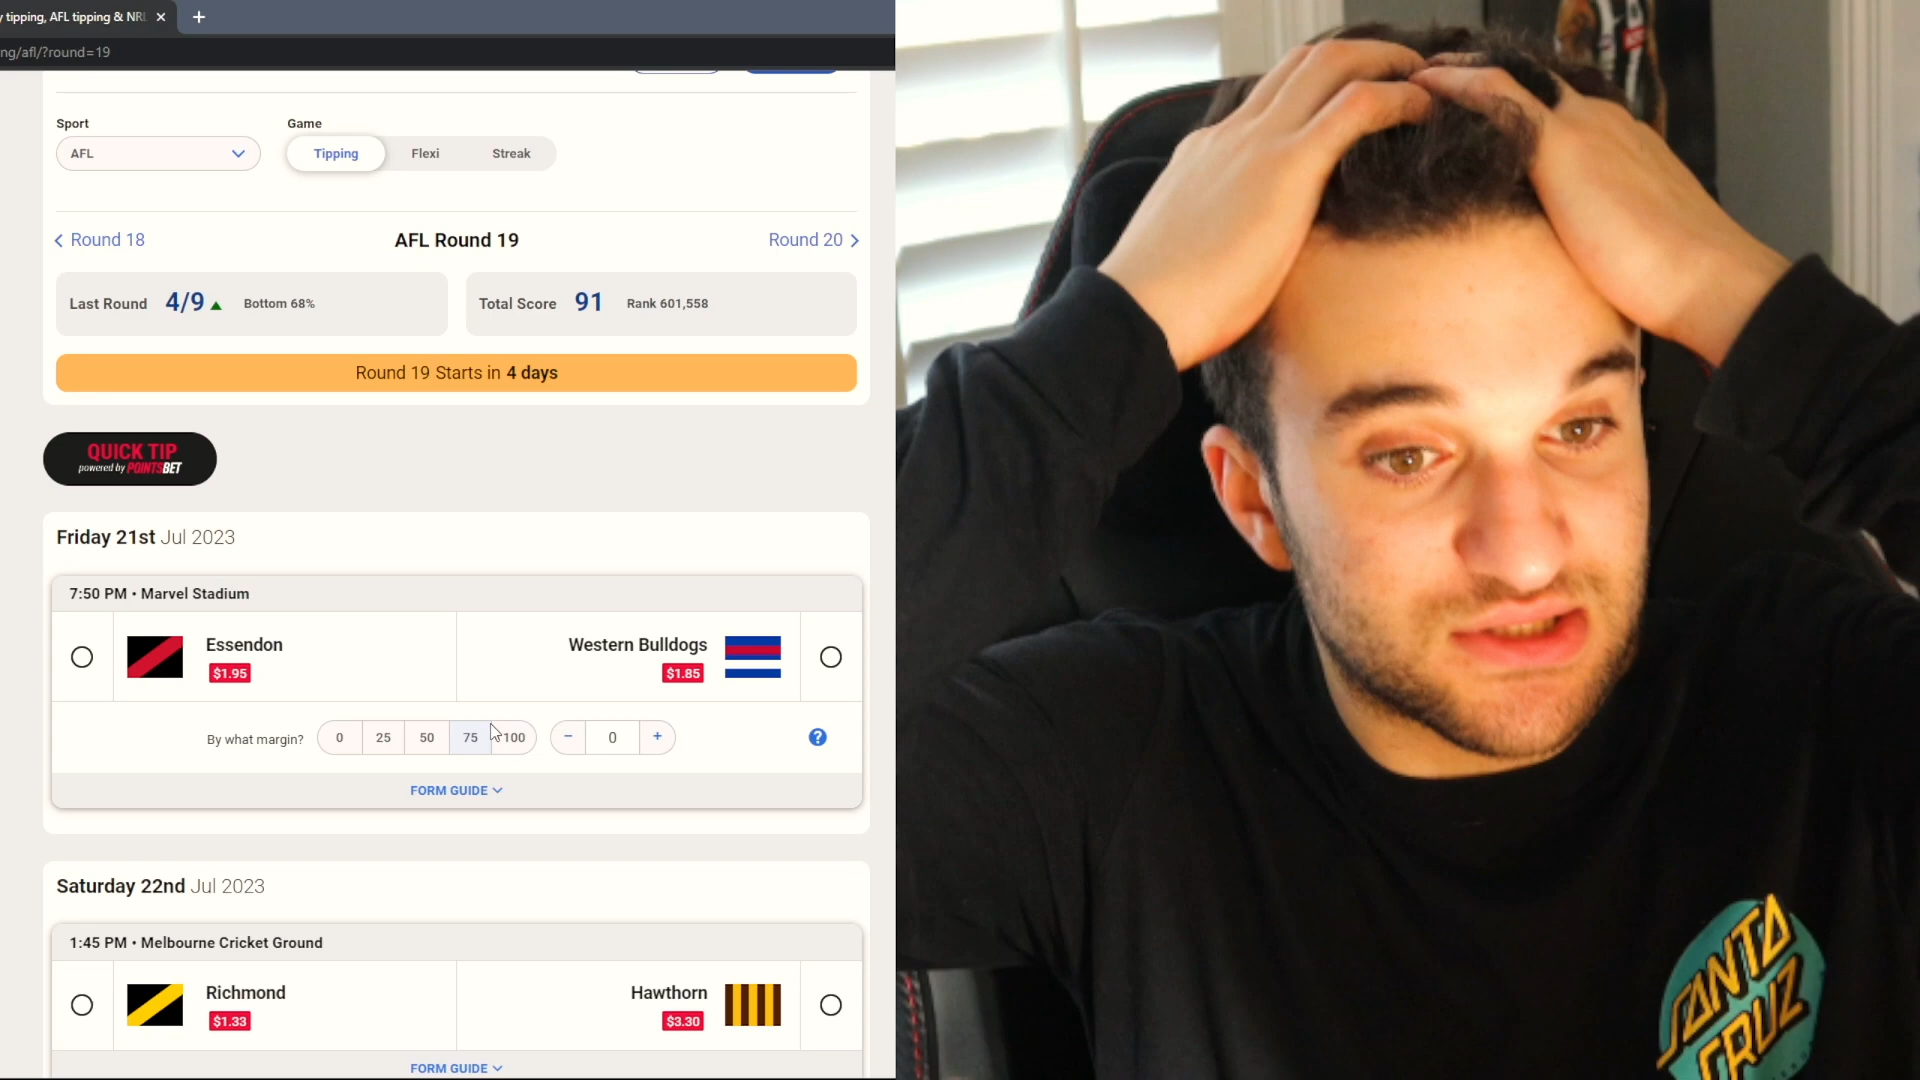 y tipping, AFL tipping & NRL
ng/afl/?round=19
Sport
Game
AFL
Tipping
Flexi
Streak
Round 18
AFL Round 19
Round 20
Last Round 4/9 Bottom 68%
Total Score 91 Rank 601,558
Round 19 Starts in 4 days
QUICK TIP
powered by POINTSBET
Friday 21st Jul 2023
7:50 PM • Marvel Stadium
Essendon
$1.95
Western Bulldogs
$1.85
By what margin? 0 25 50 75 100 − 0 + ?
FORM GUIDE
Saturday 22nd Jul 2023
1:45 PM • Melbourne Cricket Ground
Richmond
$1.33
Hawthorn
$3.30
FORM GUIDE
SANTA
CRUZ